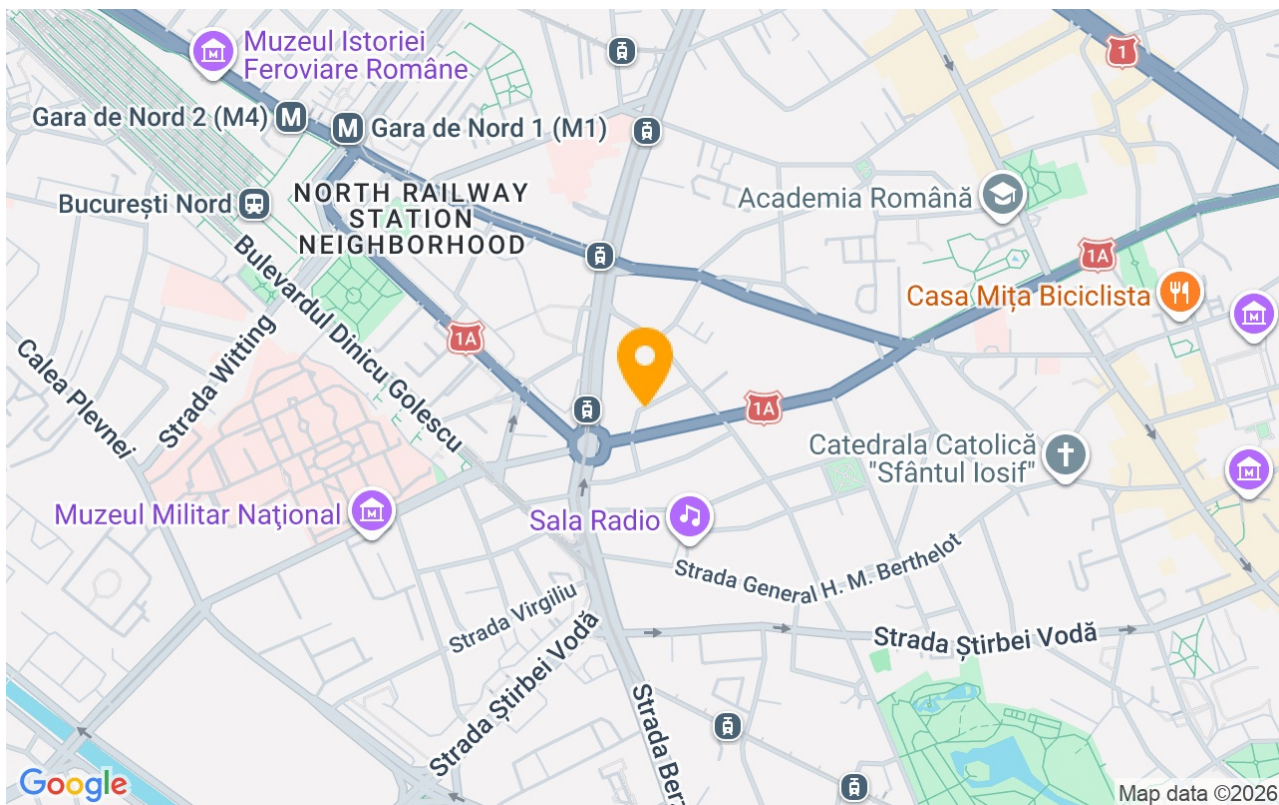 Muzeul Istoriei
Feroviare Române
1
Gara de Nord 2 (M4)
M
M
Gara de Nord 1 (M1)
București Nord
NORTH RAILWAY
STATION
NEIGHBORHOOD
Academia Română
1A
Bulevardul Dinicu Golescu
Casa Mița Biciclista
1A
Strada Witting
Calea Plevnei
1A
Catedrala Catolică
"Sfântul Iosif"
Muzeul Militar Naţional
Sala Radio
Strada General H. M. Berthelot
Strada Virgiliu
Strada Știrbei Vodă
Strada Știrbei Vodă
Strada Berz
Google
Map data ©2026